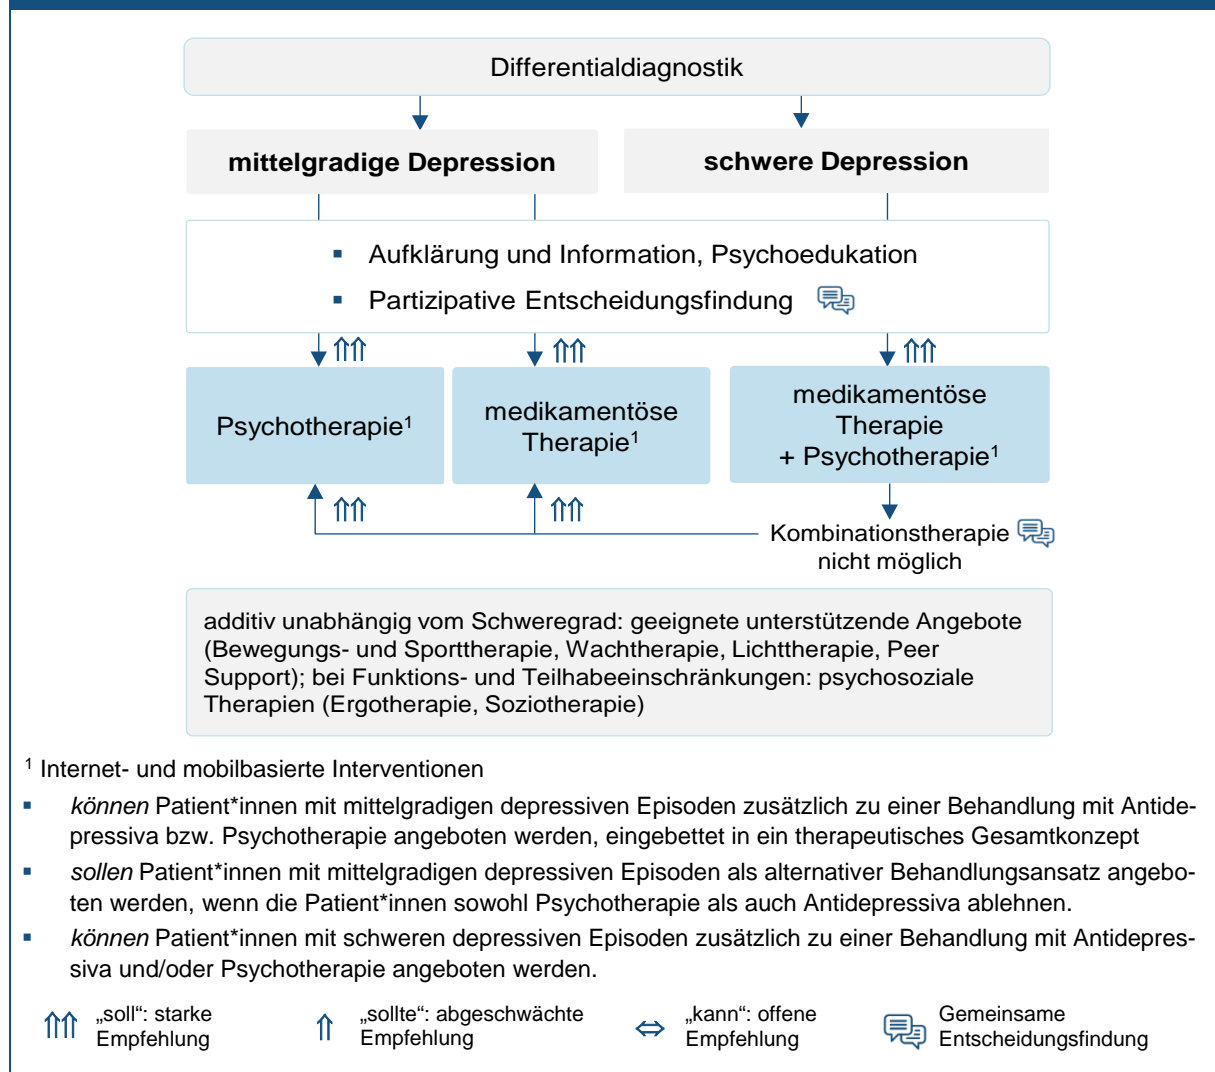 Differentialdiagnostik
mittelgradige Depression
schwere Depression
▪ Aufklärung und Information, Psychoedukation
▪ Partizipative Entscheidungsfindung
⇑⇑ ⇑⇑ ⇑⇑
Psychotherapie¹
medikamentöse
Therapie¹
medikamentöse
Therapie
+ Psychotherapie¹
⇑⇑ ⇑⇑
Kombinationstherapie
nicht möglich
additiv unabhängig vom Schweregrad: geeignete unterstützende Angebote
(Bewegungs- und Sporttherapie, Wachtherapie, Lichttherapie, Peer
Support); bei Funktions- und Teilhabeeinschränkungen: psychosoziale
Therapien (Ergotherapie, Soziotherapie)
¹ Internet- und mobilbasierte Interventionen
▪ können Patient*innen mit mittelgradigen depressiven Episoden zusätzlich zu einer Behandlung mit Antide-
pressiva bzw. Psychotherapie angeboten werden, eingebettet in ein therapeutisches Gesamtkonzept
▪ sollen Patient*innen mit mittelgradigen depressiven Episoden als alternativer Behandlungsansatz angebo-
ten werden, wenn die Patient*innen sowohl Psychotherapie als auch Antidepressiva ablehnen.
▪ können Patient*innen mit schweren depressiven Episoden zusätzlich zu einer Behandlung mit Antidepres-
siva und/oder Psychotherapie angeboten werden.
⇑⇑ „soll“: starke
Empfehlung
⇑ „sollte“: abgeschwächte
Empfehlung
⇔ „kann“: offene
Empfehlung
Gemeinsame
Entscheidungsfindung